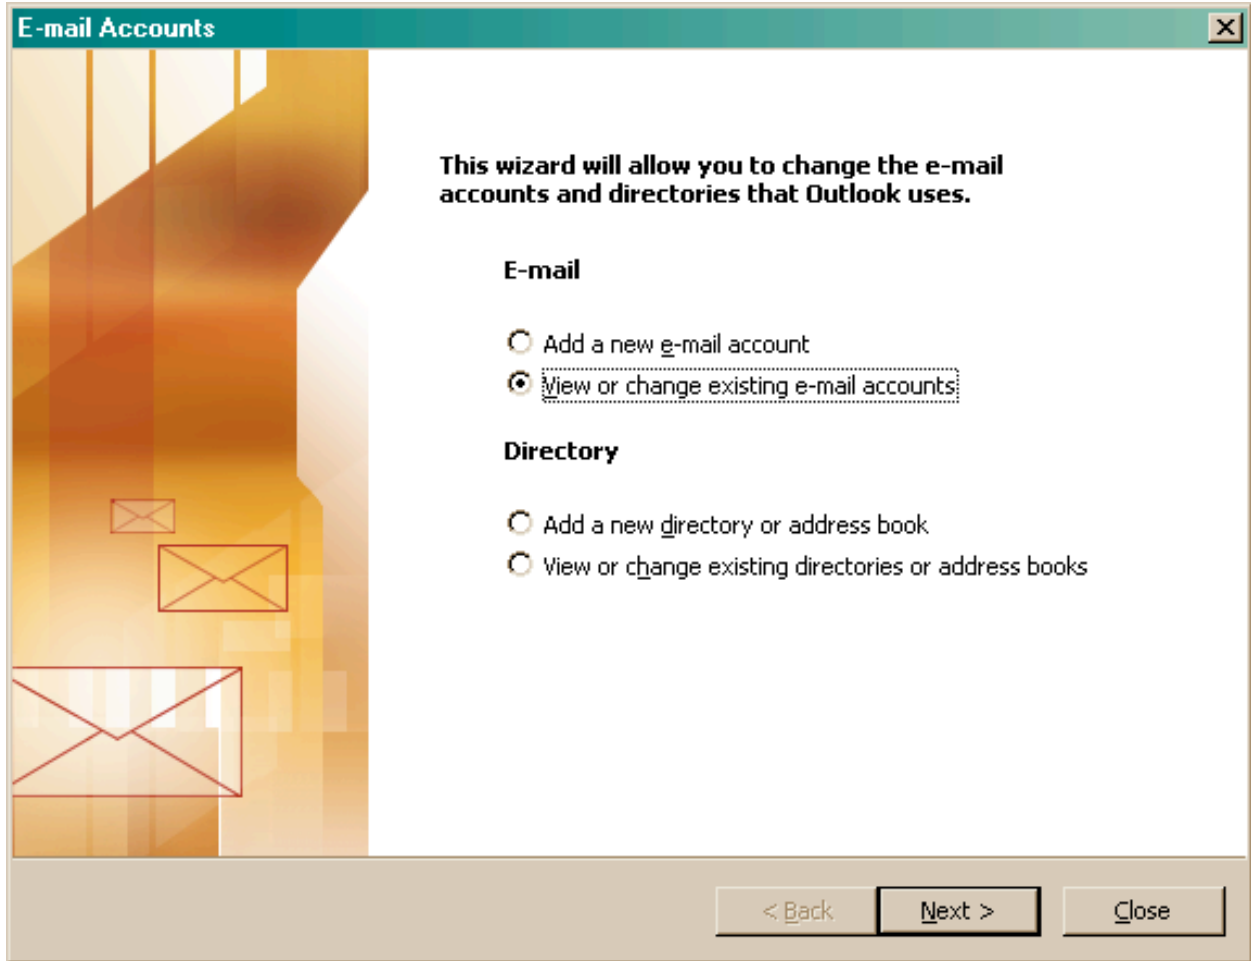 E-mail Accounts
This wizard will allow you to change the e-mail
accounts and directories that Outlook uses.
E-mail
Add a new e-mail account
View or change existing e-mail accounts
Directory
Add a new directory or address book
View or change existing directories or address books
< Back
Next >
Close